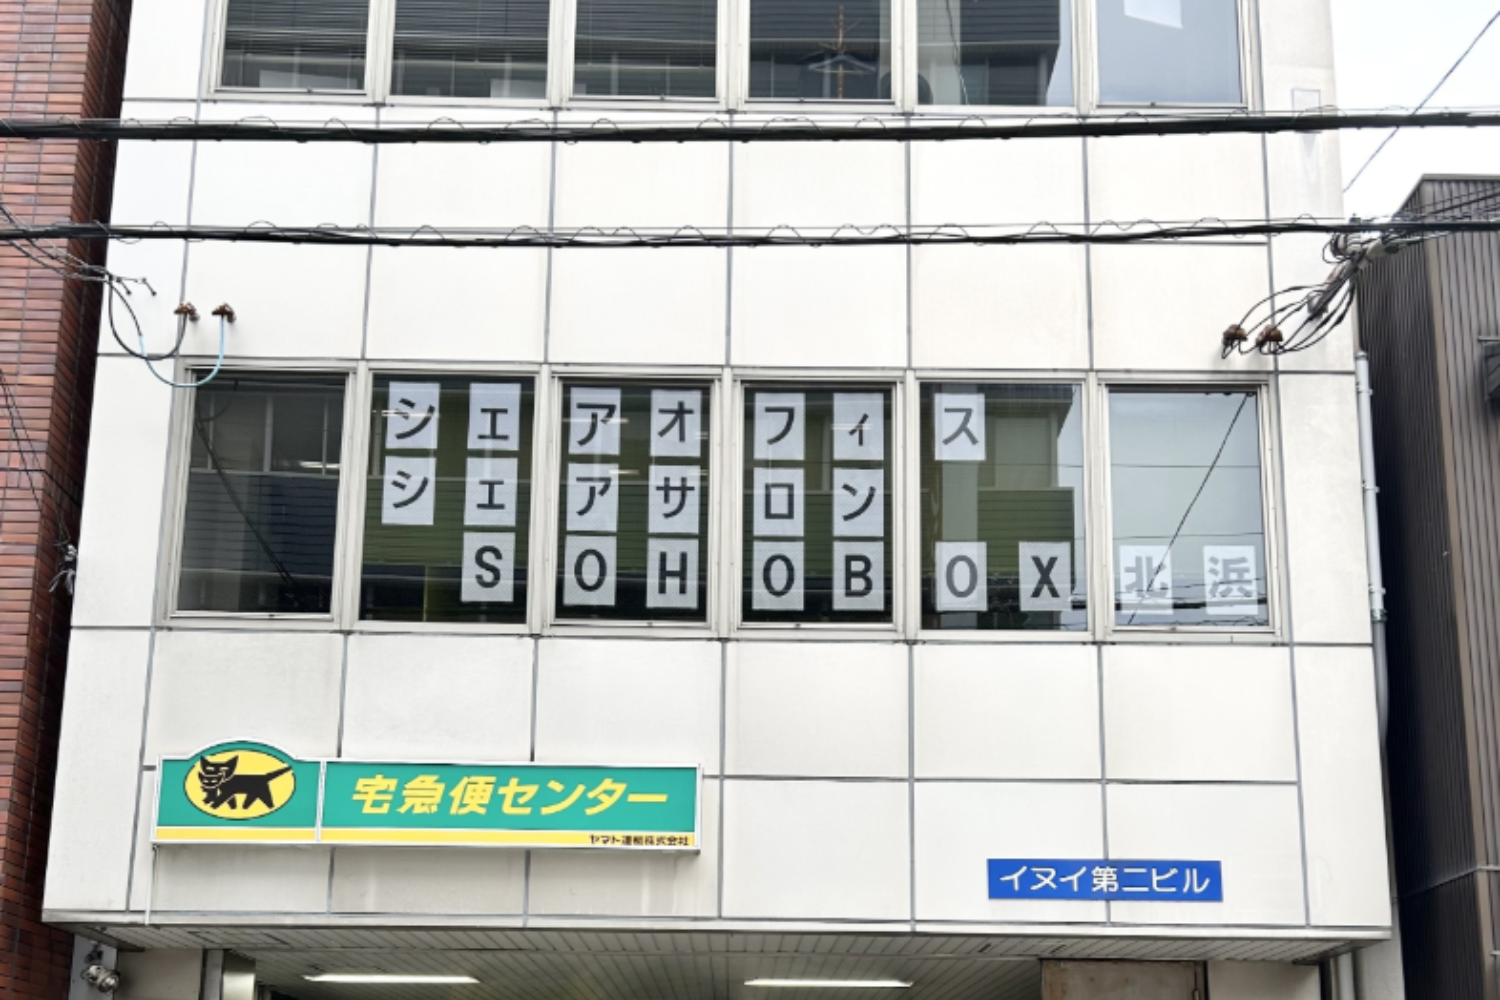 シェアオフィス
シェアサロン
SOHOBOX北浜
宅急便センター
ヤマト運輸株式会社
イヌイ第二ビル